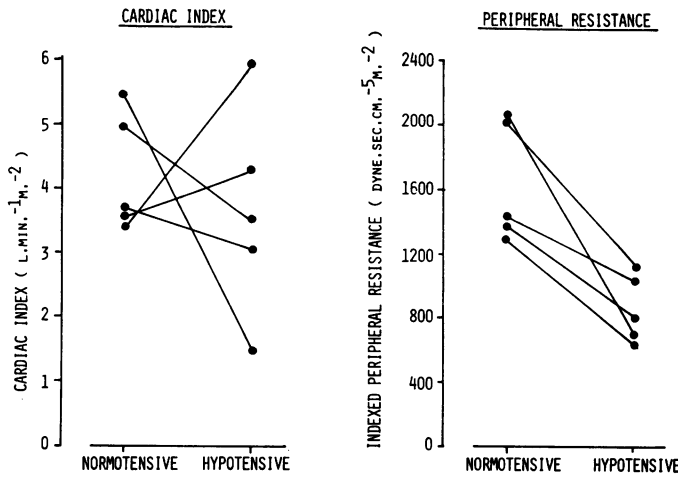 CARDIAC INDEX
CARDIAC INDEX ( L.MIN.-1M.-2 )
6
5
4
3
2
1
0
NORMOTENSIVE HYPOTENSIVE
PERIPHERAL RESISTANCE
INDEXED PERIPHERAL RESISTANCE ( DYNE.SEC.CM.-5M.-2 )
2400
2000
1600
1200
800
400
0
NORMOTENSIVE HYPOTENSIVE